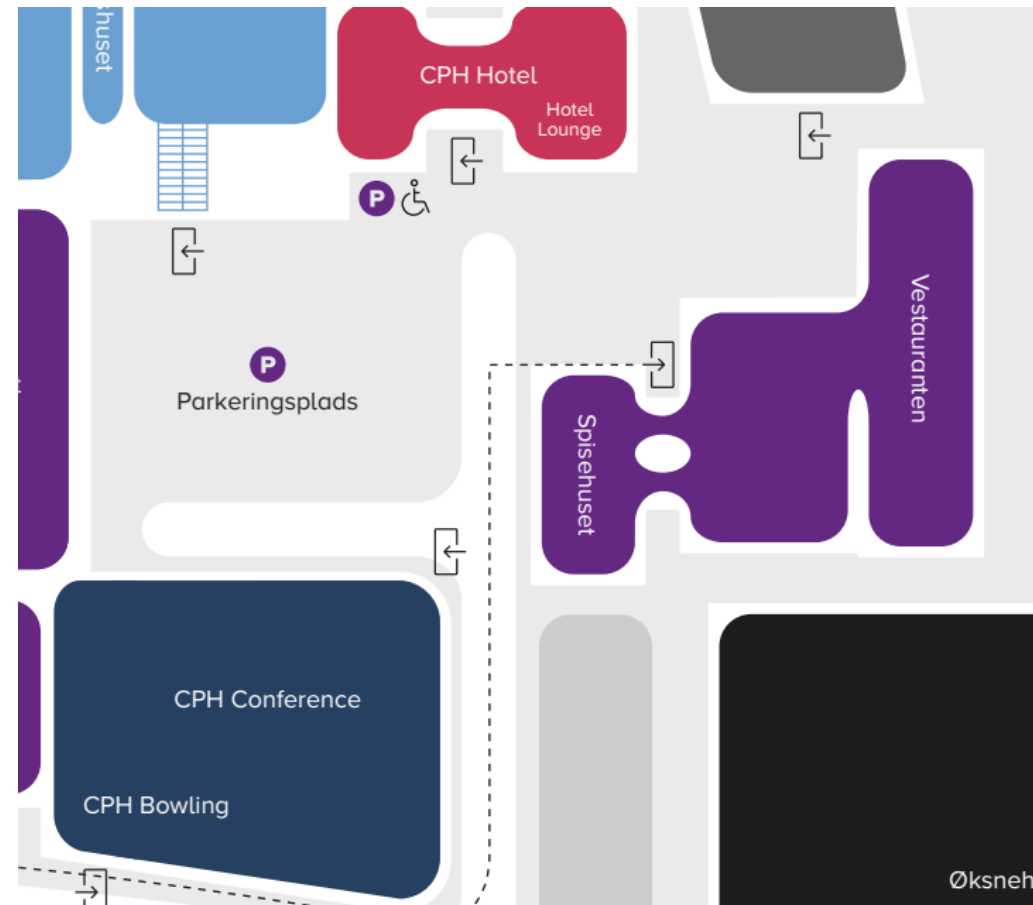 huset
CPH Hotel
Hotel
Lounge
P
P
Parkeringsplads
Vestauranten
Spisehuset
CPH Conference
CPH Bowling
Øksneh